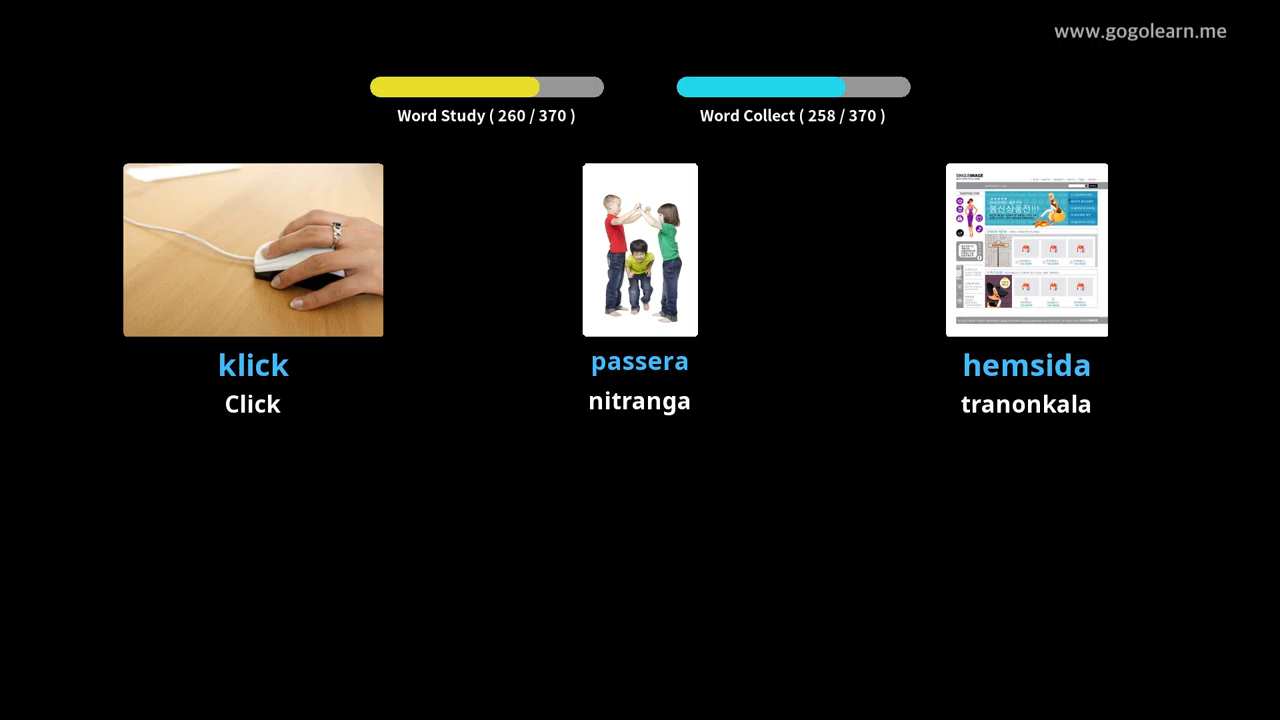 www.gogolearn.me
Word Study ( 260 / 370 )
Word Collect ( 258 / 370 )
klick
Click
passera
nitranga
hemsida
tranonkala